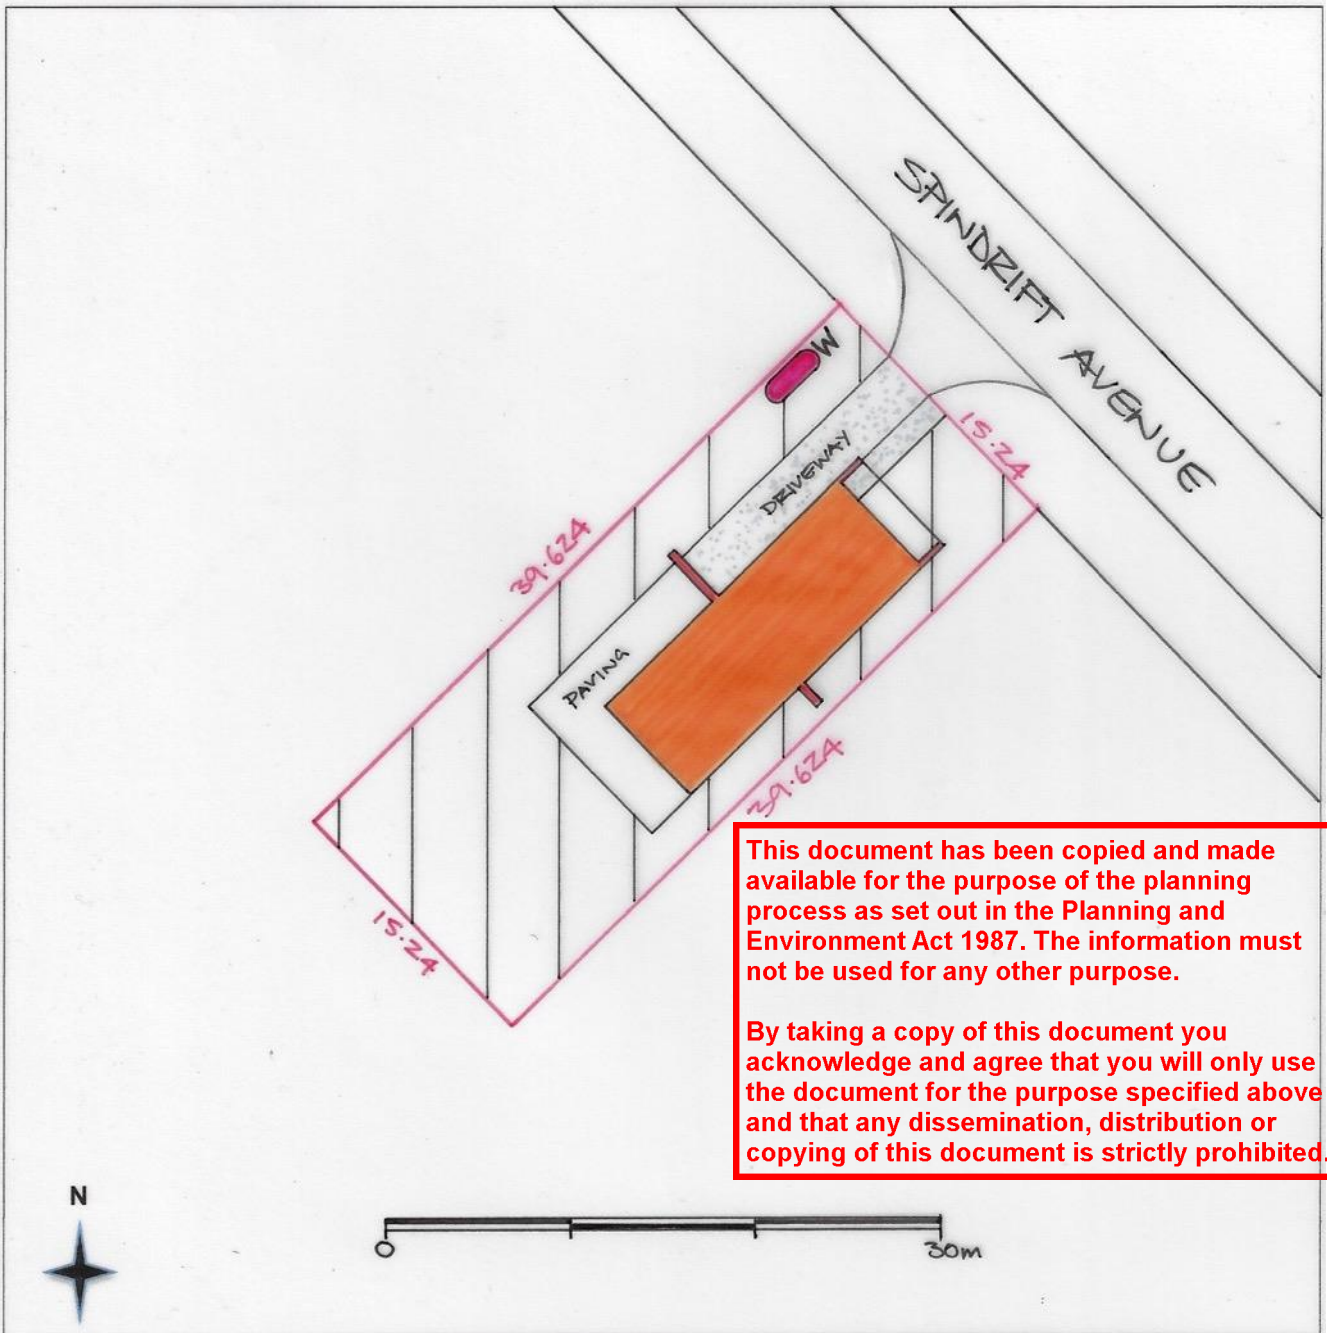 SPINDRIFT AVENUE
W
15.24
DRIVEWAY
39.624
PAVING
39.624
15.24
This document has been copied and made
available for the purpose of the planning
process as set out in the Planning and
Environment Act 1987. The information must
not be used for any other purpose.
By taking a copy of this document you
acknowledge and agree that you will only use
the document for the purpose specified above
and that any dissemination, distribution or
copying of this document is strictly prohibited.
N
0 30m